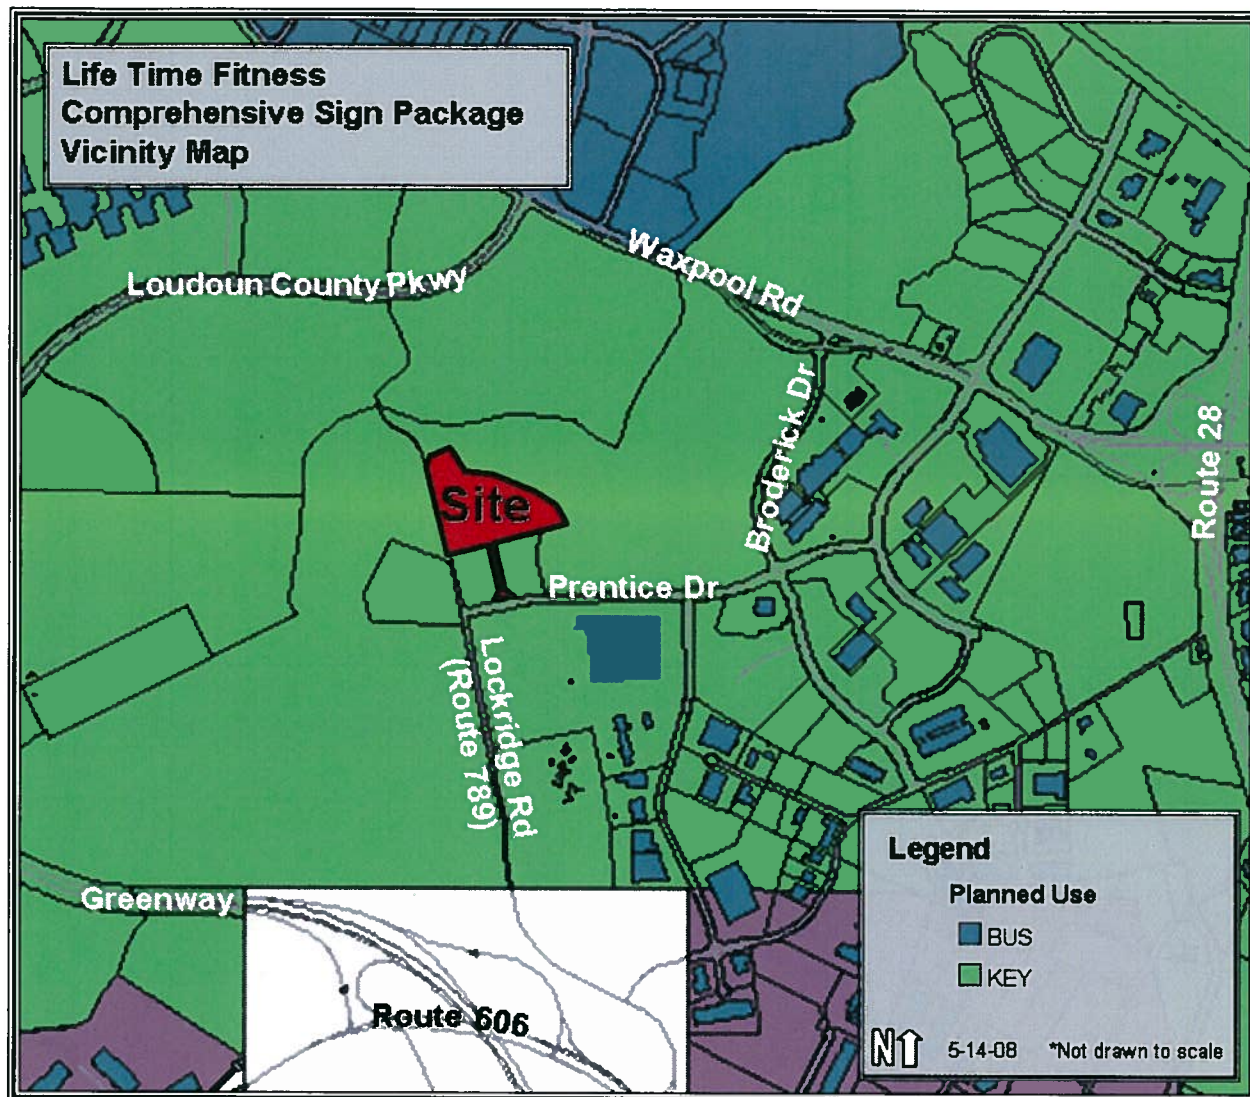 Life Time Fitness
Comprehensive Sign Package
Vicinity Map
Waxpool Rd
Loudoun County Pkwy
Broderick Dr
Route 28
Site
Prentice Dr
Lockridge Rd
(Route 789)
Greenway
Route 606
Legend
Planned Use
BUS
KEY
N 5-14-08 *Not drawn to scale